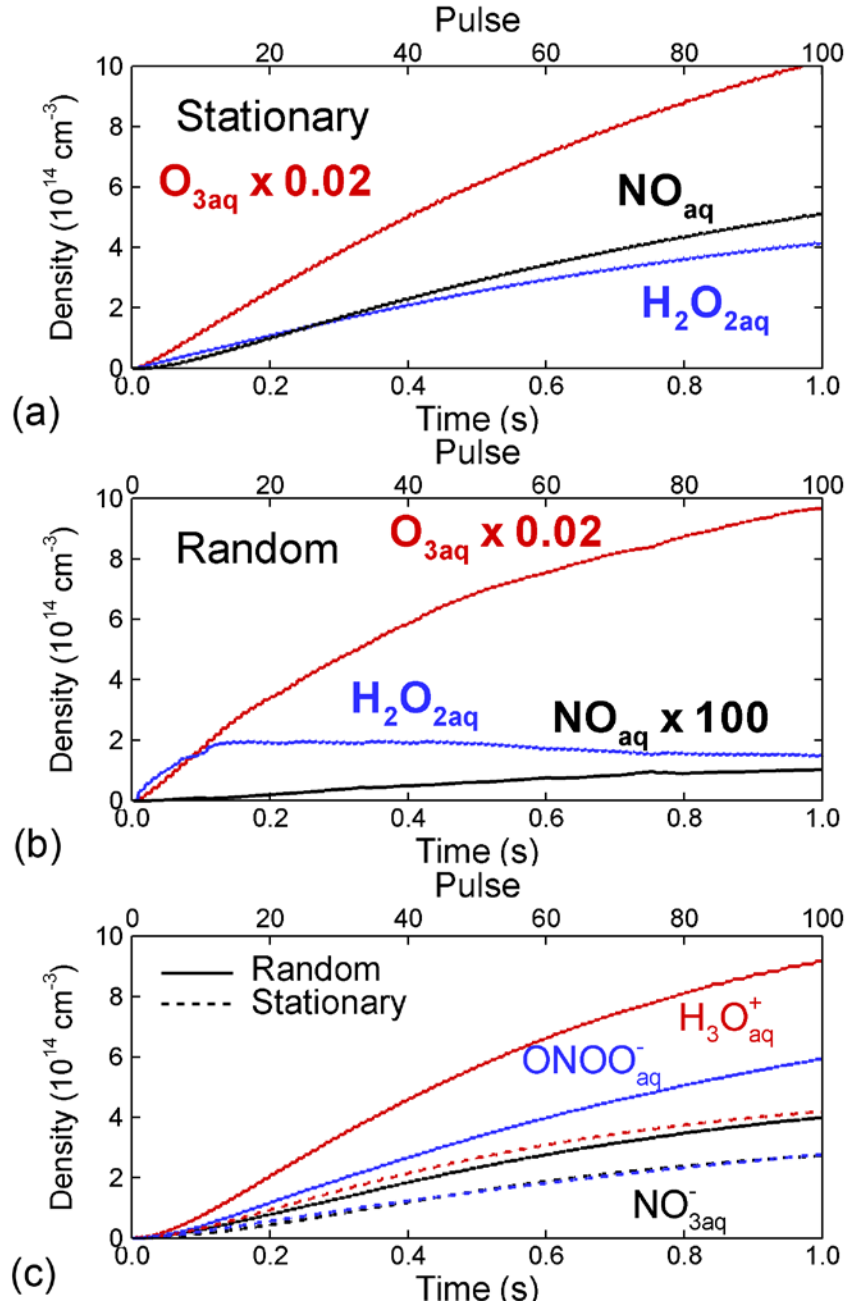 Pulse
0 20 40 60 80 100
10
Stationary
8
O₃aq x 0.02
NOaq
6
Density (10¹⁴ cm⁻³)
4
2
H₂O₂aq
0
0.0 0.2 0.4 0.6 0.8 1.0
(a)
Time (s)
Pulse
0 20 40 60 80 100
10
O₃aq x 0.02
Random
8
6
Density (10¹⁴ cm⁻³)
4
H₂O₂aq
NOaq x 100
2
0
0.0 0.2 0.4 0.6 0.8 1.0
(b)
Time (s)
Pulse
0 20 40 60 80 100
10
Random
Stationary
8
H₃O⁺aq
ONOO⁻aq
6
Density (10¹⁴ cm⁻³)
4
2
NO⁻₃aq
0
0.0 0.2 0.4 0.6 0.8 1.0
(c)
Time (s)